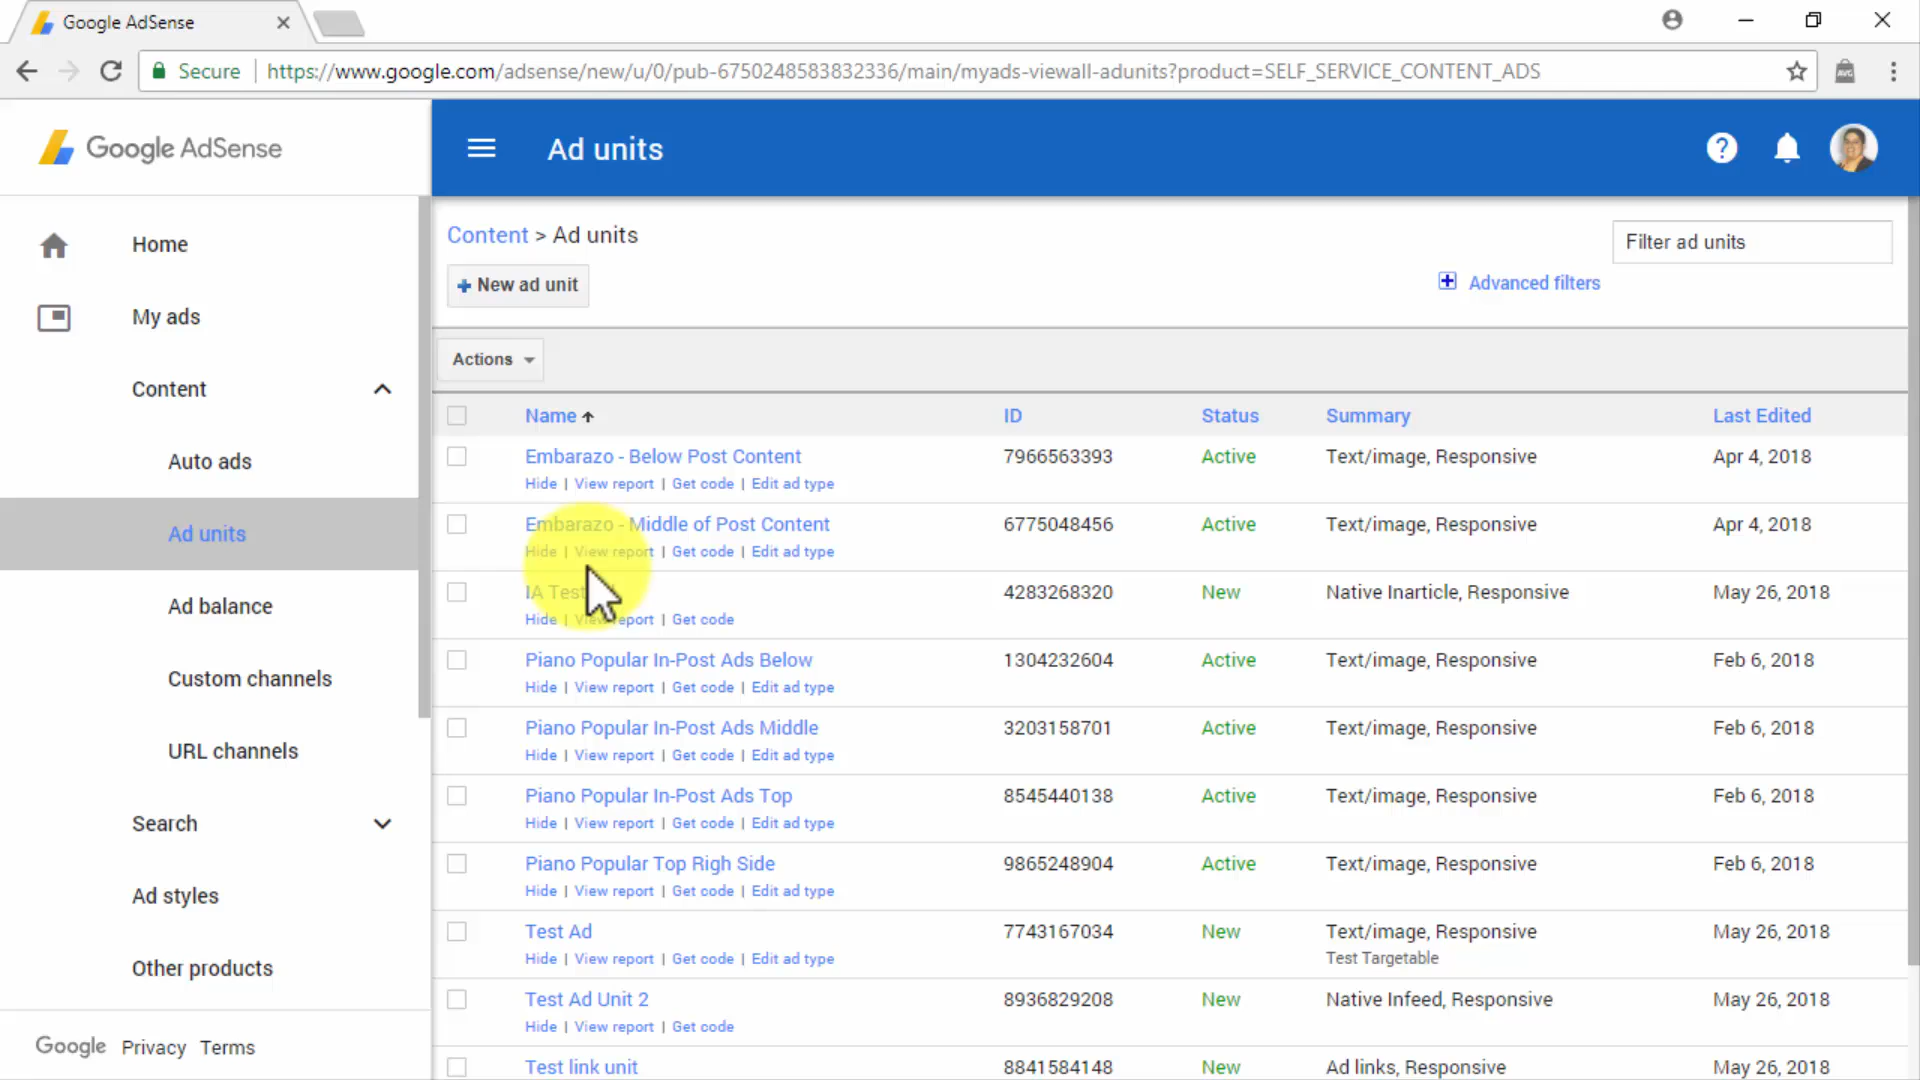 Google AdSense
Secure https://www.google.com/adsense/new/u/0/pub-6750248583832336/main/myads-viewall-adunits?product=SELF_SERVICE_CONTENT_ADS
AVG
Google AdSense
Home
My ads
Content
Auto ads
Ad units
Ad balance
Custom channels
URL channels
Search
Ad styles
Other products
Google Privacy Terms
Ad units
Content > Ad units
Filter ad units
+ New ad unit
Advanced filters
Actions
Name ID Status Summary Last Edited
Embarazo - Below Post Content 7966563393 Active Text/image, Responsive Apr 4, 2018
Hide | View report | Get code | Edit ad type
Embarazo - Middle of Post Content 6775048456 Active Text/image, Responsive Apr 4, 2018
Hide | View report | Get code | Edit ad type
IA Test 4283268320 New Native Inarticle, Responsive May 26, 2018
Hide | View report | Get code
Piano Popular In-Post Ads Below 1304232604 Active Text/image, Responsive Feb 6, 2018
Hide | View report | Get code | Edit ad type
Piano Popular In-Post Ads Middle 3203158701 Active Text/image, Responsive Feb 6, 2018
Hide | View report | Get code | Edit ad type
Piano Popular In-Post Ads Top 8545440138 Active Text/image, Responsive Feb 6, 2018
Hide | View report | Get code | Edit ad type
Piano Popular Top Righ Side 9865248904 Active Text/image, Responsive Feb 6, 2018
Hide | View report | Get code | Edit ad type
Test Ad 7743167034 New Text/image, Responsive May 26, 2018
Test Targetable
Hide | View report | Get code | Edit ad type
Test Ad Unit 2 8936829208 New Native Infeed, Responsive May 26, 2018
Hide | View report | Get code
Test link unit 8841584148 New Ad links, Responsive May 26, 2018